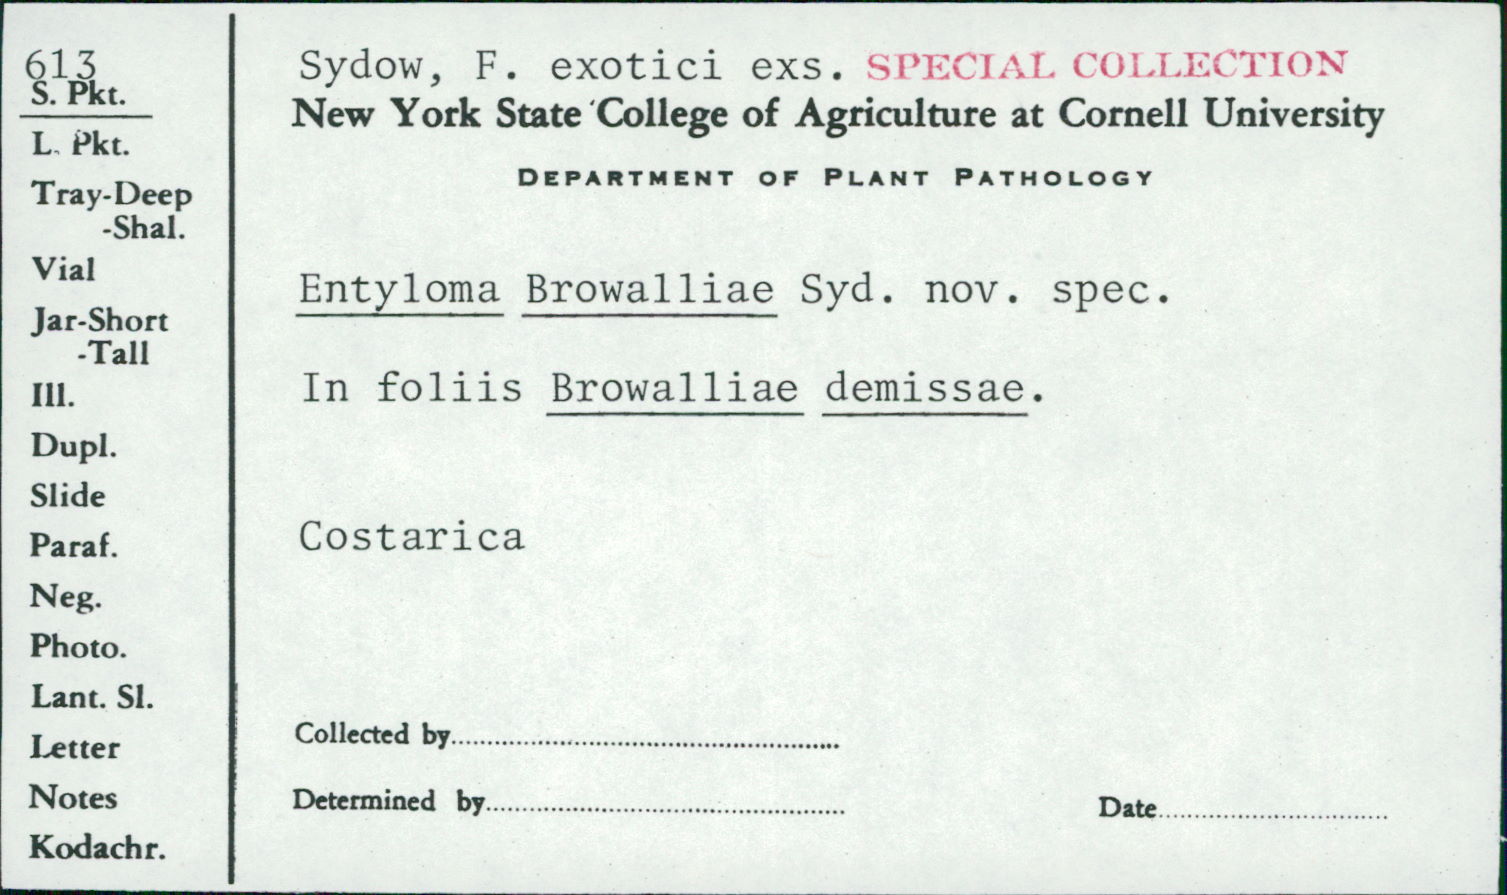 613
S. Pkt.
L. Pkt.
Tray-Deep
-Shal.
Vial
Jar-Short
-Tall
Ill.
Dupl.
Slide
Paraf.
Neg.
Photo.
Lant. Sl.
Letter
Notes
Kodachr.
Sydow, F. exotici exs. SPECIAL COLLECTION
New York State College of Agriculture at Cornell University
DEPARTMENT OF PLANT PATHOLOGY
Entyloma Browalliae Syd. nov. spec.
In foliis Browalliae demissae.
Costarica
Collected by
Determined by
Date